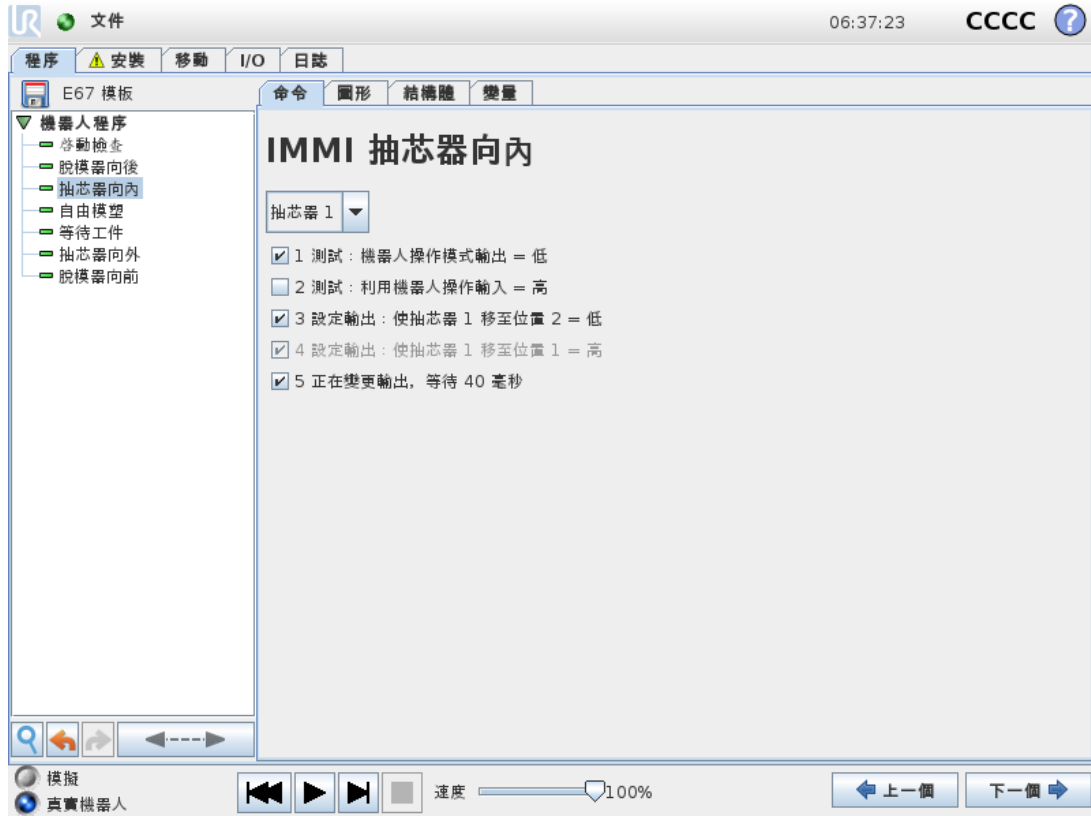 UR 文件 06:37:23 CCCC ?
程序 安裝 移動 I/O 日誌
E67 模板
命令 圖形 結構體 變量
機器人程序
啓動檢查
脫模器向後
抽芯器向內
自由模塑
等待工件
抽芯器向外
脫模器向前
IMMI 抽芯器向內
抽芯器 1
1 測試：機器人操作模式輸出 = 低
2 測試：利用機器人操作輸入 = 高
3 設定輸出：使抽芯器 1 移至位置 2 = 低
4 設定輸出：使抽芯器 1 移至位置 1 = 高
5 正在變更輸出，等待 40 毫秒
模擬
真實機器人
速度 100%
上一個 下一個